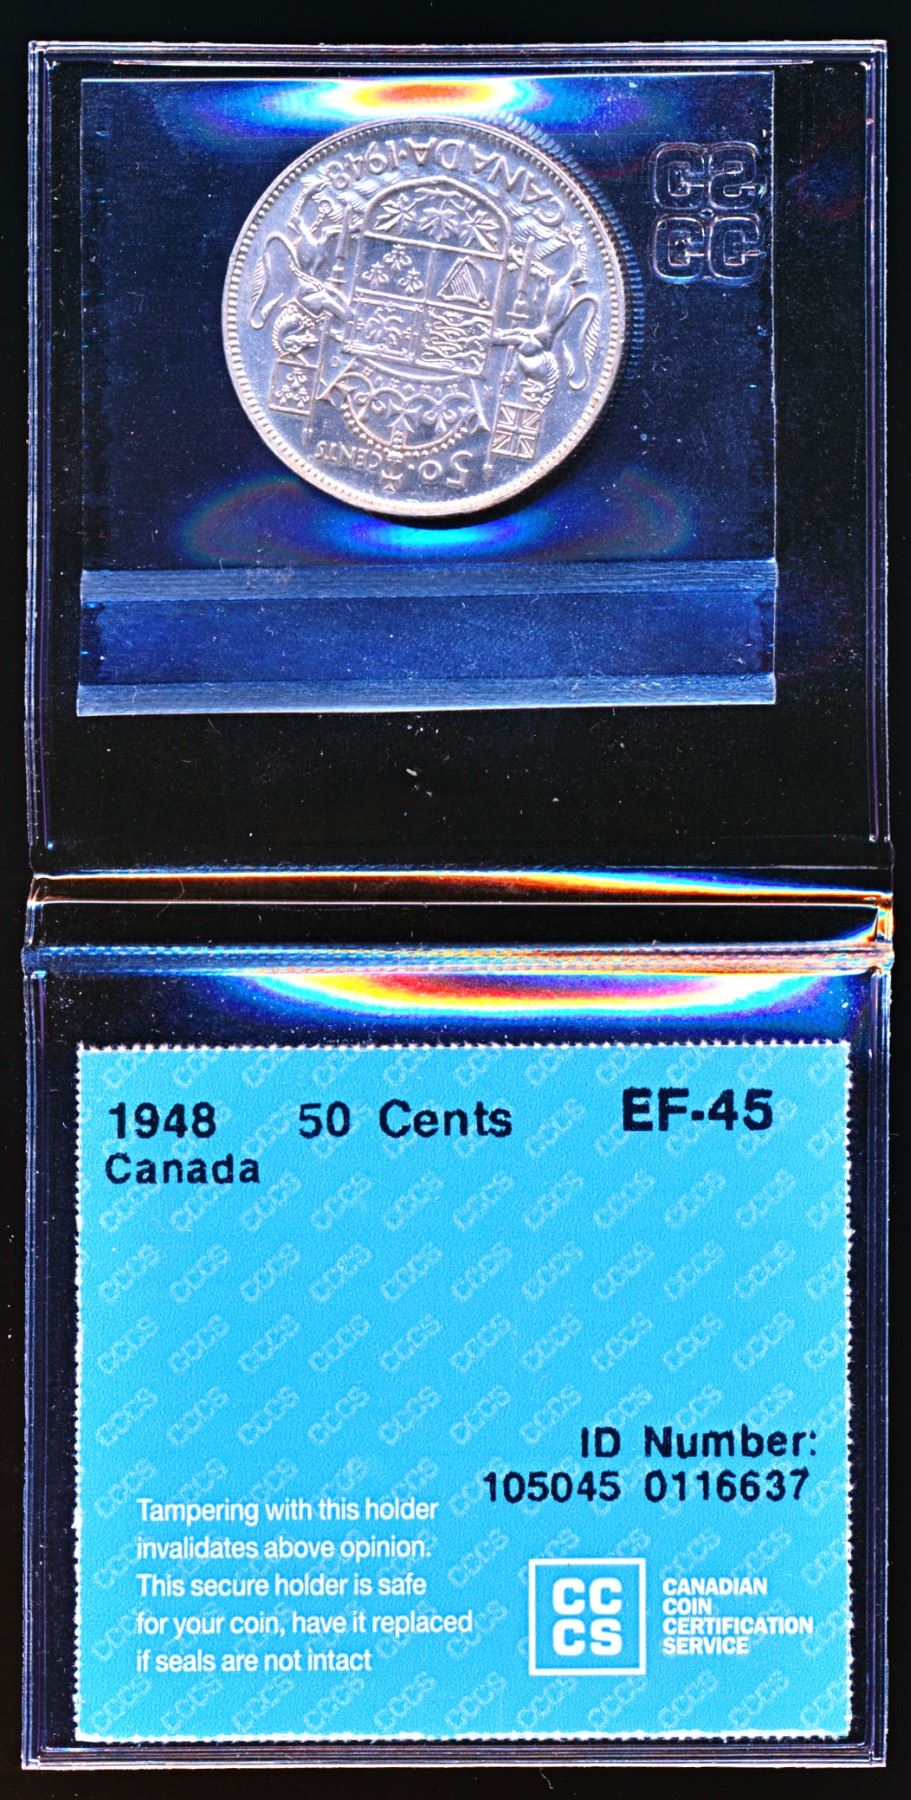 CANADA·1948
50·CENTS
CCCS
1948 50 Cents EF-45
Canada
ID Number:
105045 0116637
Tampering with this holder
invalidates above opinion.
This secure holder is safe
for your coin, have it replaced
if seals are not intact
CC
CS
CANADIAN
COIN
CERTIFICATION
SERVICE